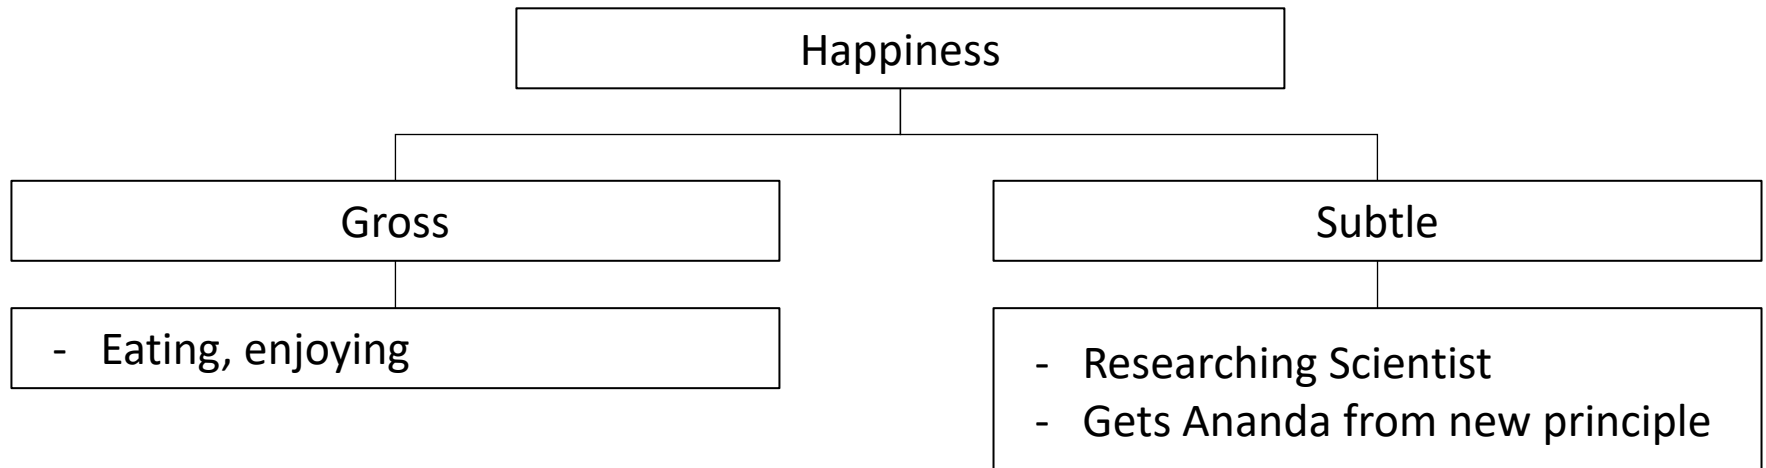 Happiness
Gross
Subtle
- Eating, enjoying
- Researching Scientist
- Gets Ananda from new principle